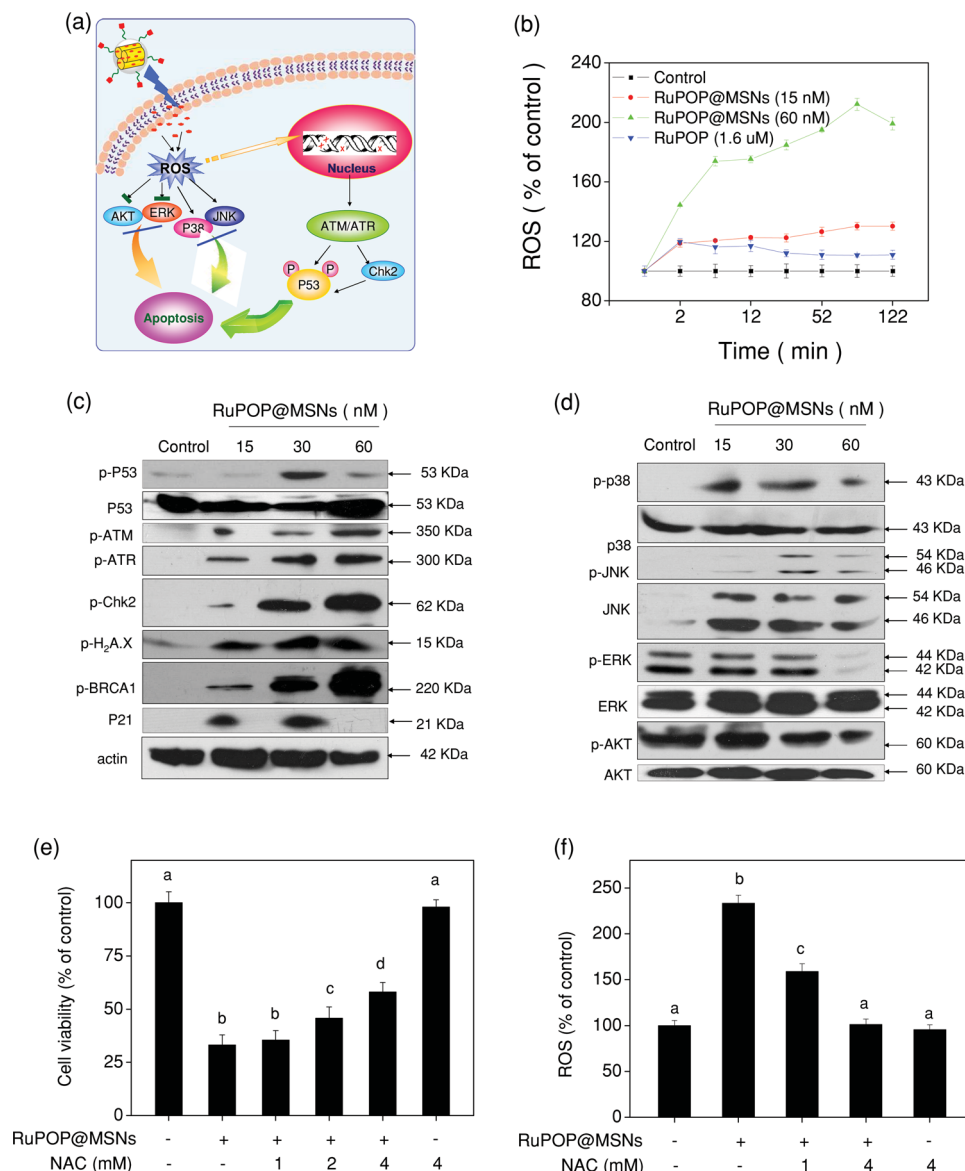 (a)
ROS
Nucleus
AKT
ERK
P38
JNK
ATM/ATR
P
P
P53
Chk2
Apoptosis
(b)
ROS ( % of control)
200
160
120
80
Control
RuPOP@MSNs (15 nM)
RuPOP@MSNs (60 nM)
RuPOP (1.6 uM)
2 12 52 122
Time ( min )
(c)
RuPOP@MSNs ( nM )
Control 15 30 60
p-P53 53 KDa
P53 53 KDa
p-ATM 350 KDa
p-ATR 300 KDa
p-Chk2 62 KDa
p-H2A.X 15 KDa
p-BRCA1 220 KDa
P21 21 KDa
actin 42 KDa
(d)
RuPOP@MSNs ( nM )
Control 15 30 60
p-p38 43 KDa
p38 43 KDa
p-JNK 54 KDa
46 KDa
JNK 54 KDa
46 KDa
p-ERK 44 KDa
42 KDa
ERK 44 KDa
42 KDa
p-AKT 60 KDa
AKT 60 KDa
(e)
Cell viability (% of control)
100
75
50
25
0
a b b c d a
RuPOP@MSNs - + + + + -
NAC (mM) - - 1 2 4 4
(f)
ROS (% of control)
250
200
150
100
50
0
a b c a a
RuPOP@MSNs - + + + -
NAC (mM) - - 1 4 4